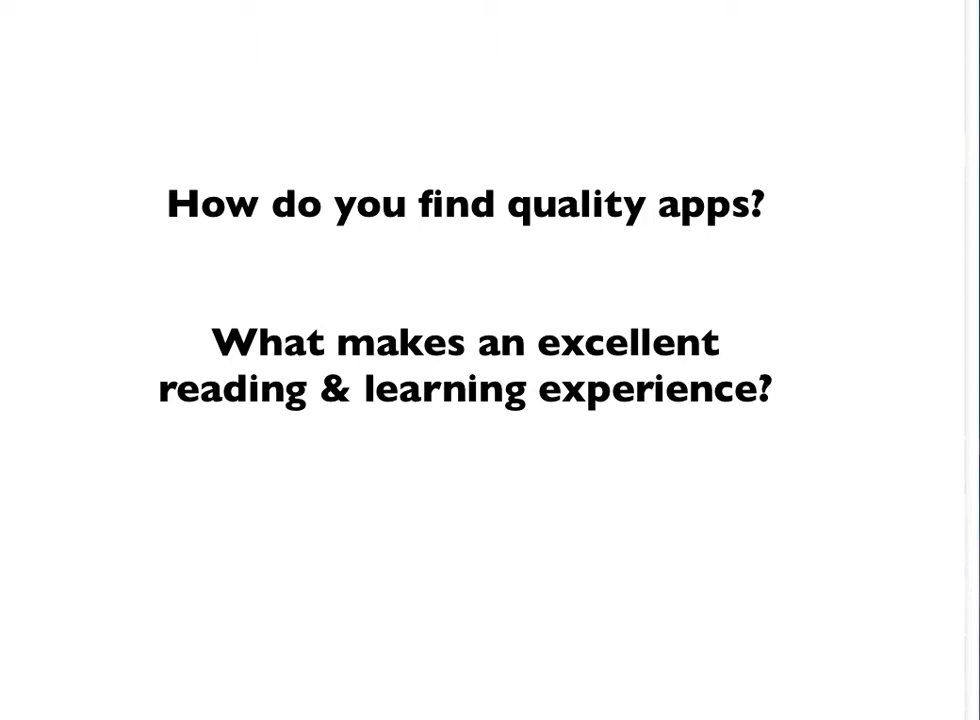 How do you find quality apps?
What makes an excellent
reading & learning experience?